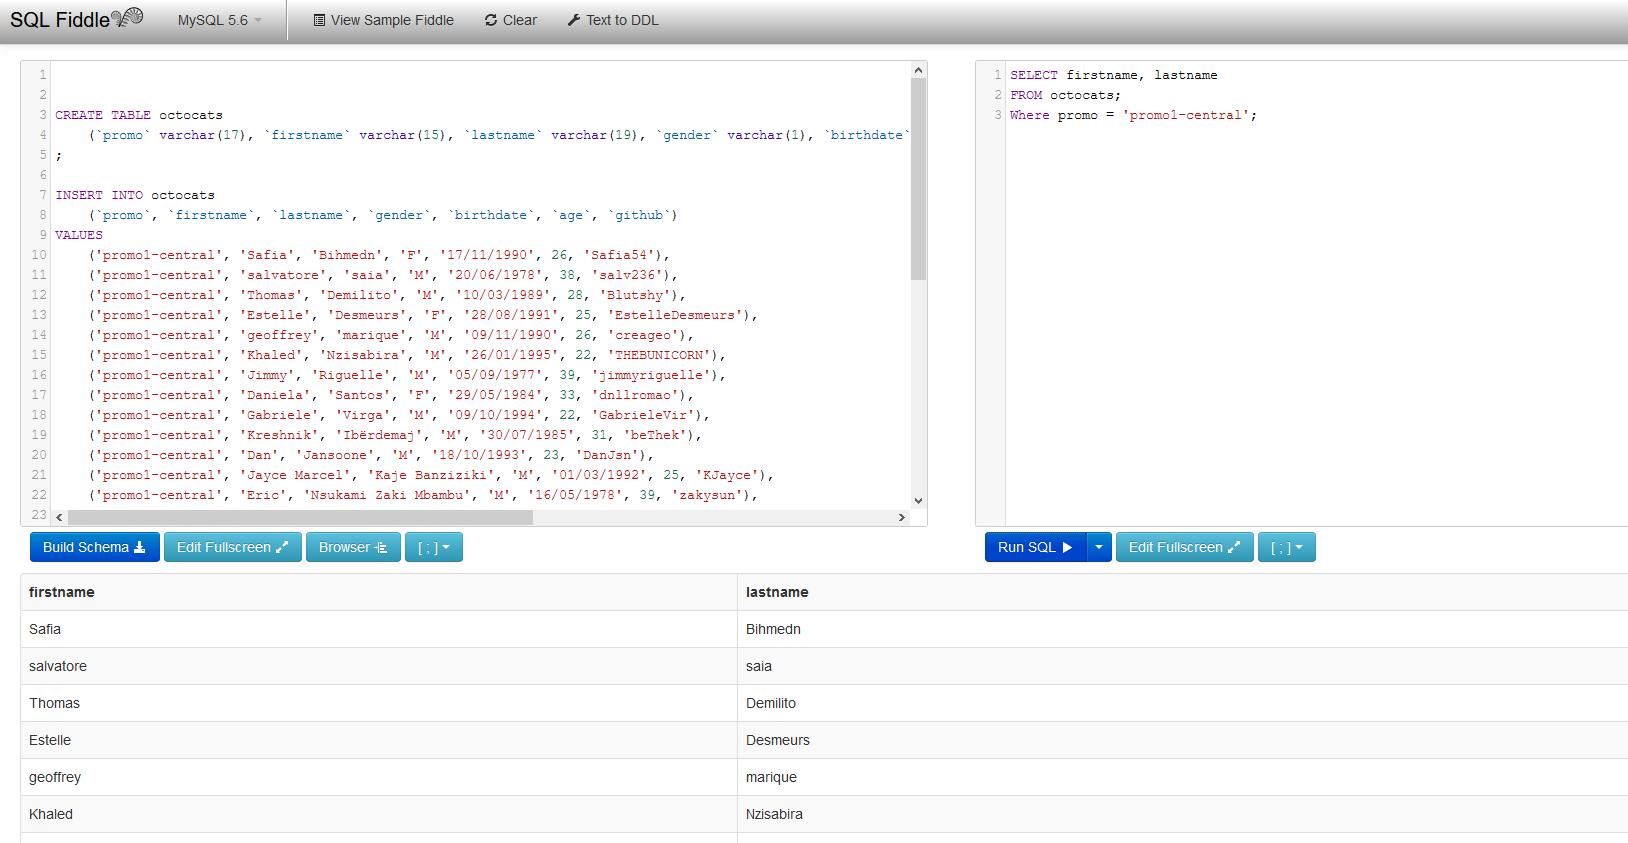 SQL Fiddle MySQL 5.6 View Sample Fiddle Clear Text to DDL
1
2
3 CREATE TABLE octocats
4 (`promo` varchar(17), `firstname` varchar(15), `lastname` varchar(19), `gender` varchar(1), `birthdate`
5 ;
6
7 INSERT INTO octocats
8 (`promo`, `firstname`, `lastname`, `gender`, `birthdate`, `age`, `github`)
9 VALUES
10 ('promo1-central', 'Safia', 'Bihmedn', 'F', '17/11/1990', 26, 'Safia54'),
11 ('promo1-central', 'salvatore', 'saia', 'M', '20/06/1978', 38, 'salv236'),
12 ('promo1-central', 'Thomas', 'Demilito', 'M', '10/03/1989', 28, 'Blutshy'),
13 ('promo1-central', 'Estelle', 'Desmeurs', 'F', '28/08/1991', 25, 'EstelleDesmeurs'),
14 ('promo1-central', 'geoffrey', 'marique', 'M', '09/11/1990', 26, 'creageo'),
15 ('promo1-central', 'Khaled', 'Nzisabira', 'M', '26/01/1995', 22, 'THEBUNICORN'),
16 ('promo1-central', 'Jimmy', 'Riguelle', 'M', '05/09/1977', 39, 'jimmyriguelle'),
17 ('promo1-central', 'Daniela', 'Santos', 'F', '29/05/1984', 33, 'dnllromao'),
18 ('promo1-central', 'Gabriele', 'Virga', 'M', '09/10/1994', 22, 'GabrieleVir'),
19 ('promo1-central', 'Kreshnik', 'Ibërdemaj', 'M', '30/07/1985', 31, 'beThek'),
20 ('promo1-central', 'Dan', 'Jansoone', 'M', '18/10/1993', 23, 'DanJsn'),
21 ('promo1-central', 'Jayce Marcel', 'Kaje Banziziki', 'M', '01/03/1992', 25, 'KJayce'),
22 ('promo1-central', 'Eric', 'Nsukami Zaki Mbambu', 'M', '16/05/1978', 39, 'zakysun'),
23
1 SELECT firstname, lastname
2 FROM octocats;
3 Where promo = 'promo1-central';
Build Schema Edit Fullscreen Browser [ ; ]
Run SQL Edit Fullscreen [ ; ]
firstname lastname
Safia Bihmedn
salvatore saia
Thomas Demilito
Estelle Desmeurs
geoffrey marique
Khaled Nzisabira